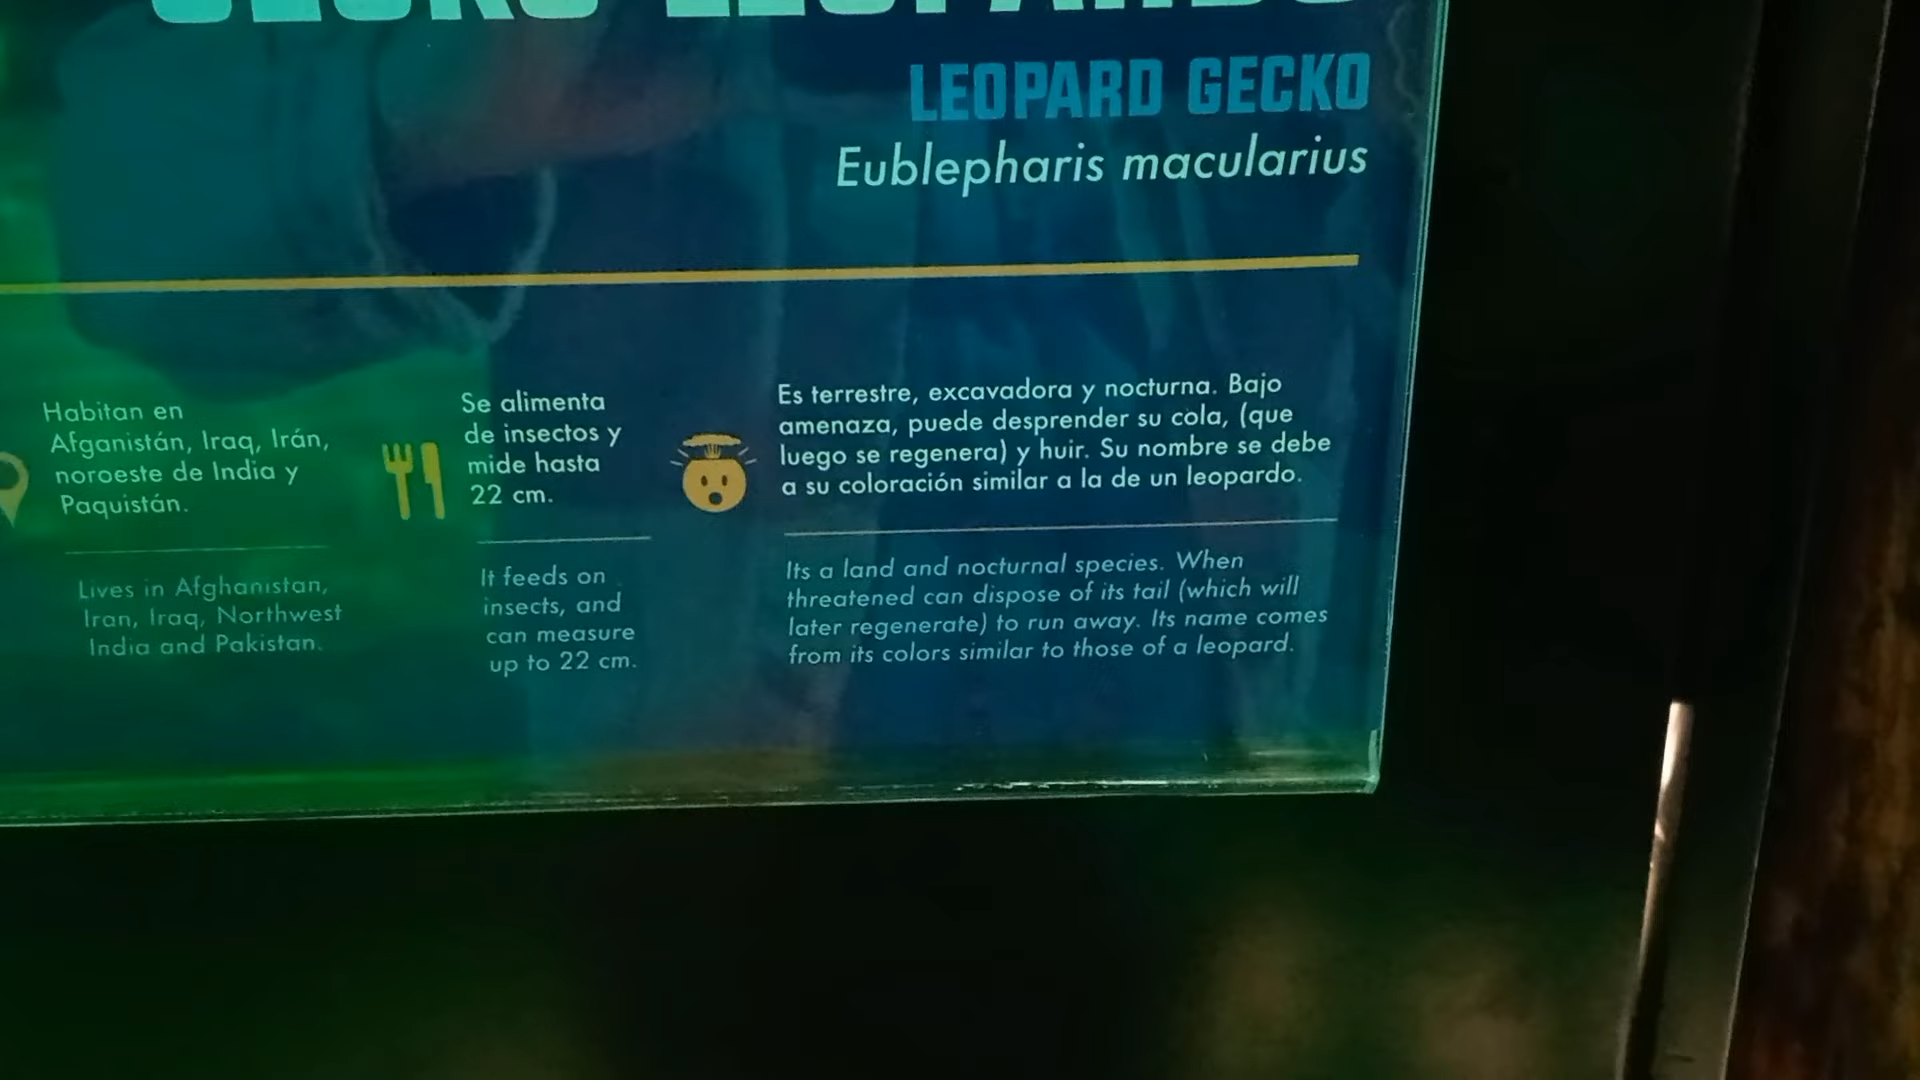 GECKO LEOPARDO
LEOPARD GECKO
Eublepharis macularius
Habitan en
Afganistán, Iraq, Irán,
noroeste de India y
Paquistán.
Lives in Afghanistan,
Iran, Iraq, Northwest
India and Pakistan.
Se alimenta
de insectos y
mide hasta
22 cm.
It feeds on
insects, and
can measure
up to 22 cm.
Es terrestre, excavadora y nocturna. Bajo
amenaza, puede desprender su cola, (que
luego se regenera) y huir. Su nombre se debe
a su coloración similar a la de un leopardo.
Its a land and nocturnal species. When
threatened can dispose of its tail (which will
later regenerate) to run away. Its name comes
from its colors similar to those of a leopard.